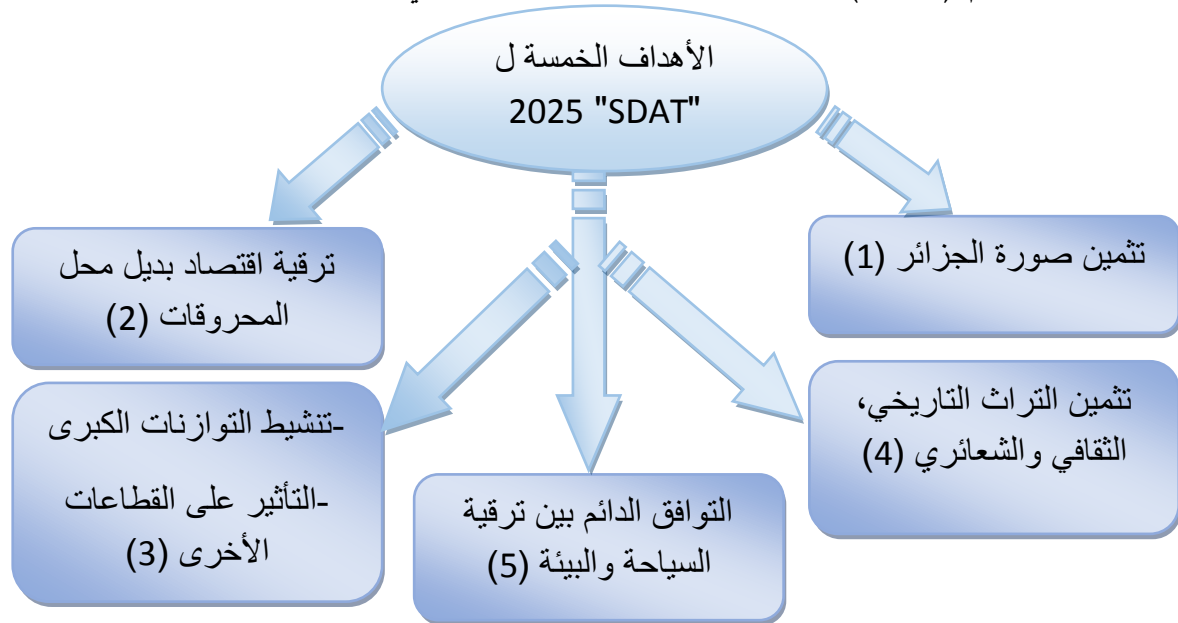 الأهداف الخمسة ل
"SDAT" 2025
تثمين صورة الجزائر (1)
ترقية اقتصاد بديل محل
المحروقات (2)
-تنشيط التوازنات الكبرى
-التأثير على القطاعات
الأخرى (3)
تثمين التراث التاريخي،
الثقافي والشعائري (4)
التوافق الدائم بين ترقية
السياحة والبيئة (5)